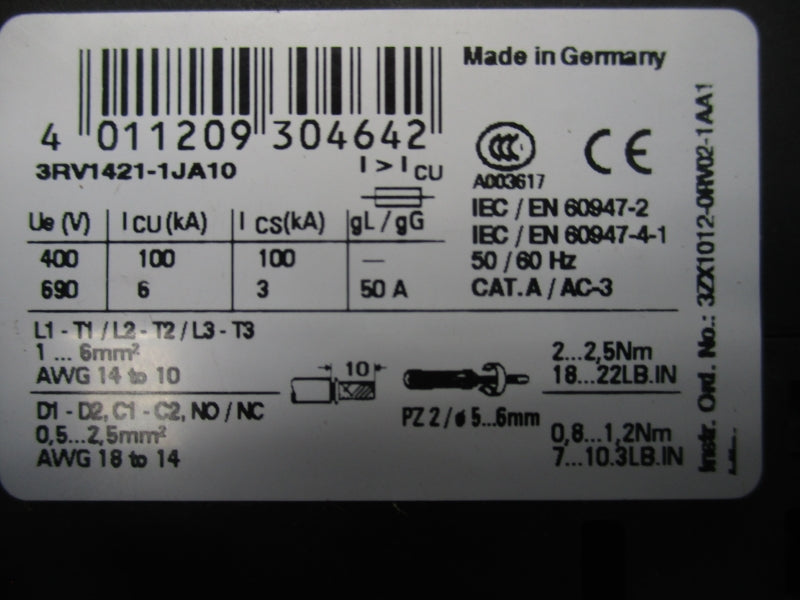 Made in Germany
4 011209 304642
3RV1421-1JA10
I > I CU
CCC
CE
A003617
Ue (V) I CU (kA) I CS(kA) gL / gG
400 100 100 —
690 6 3 50 A
IEC / EN 60947-2
IEC / EN 60947-4-1
50 / 60 Hz
CAT. A / AC-3
L1 - T1 / L2 - T2 / L3 - T3
1 ... 6mm²
AWG 14 to 10
10
2...2,5Nm
18...22LB.IN
D1 - D2, C1 - C2, NO / NC
0,5...2,5mm²
AWG 18 to 14
PZ 2 / ø 5...6mm
0,8...1,2Nm
7...10.3LB.IN
Instr. Ord. No.: 3ZX1012-0RV02-1AA1